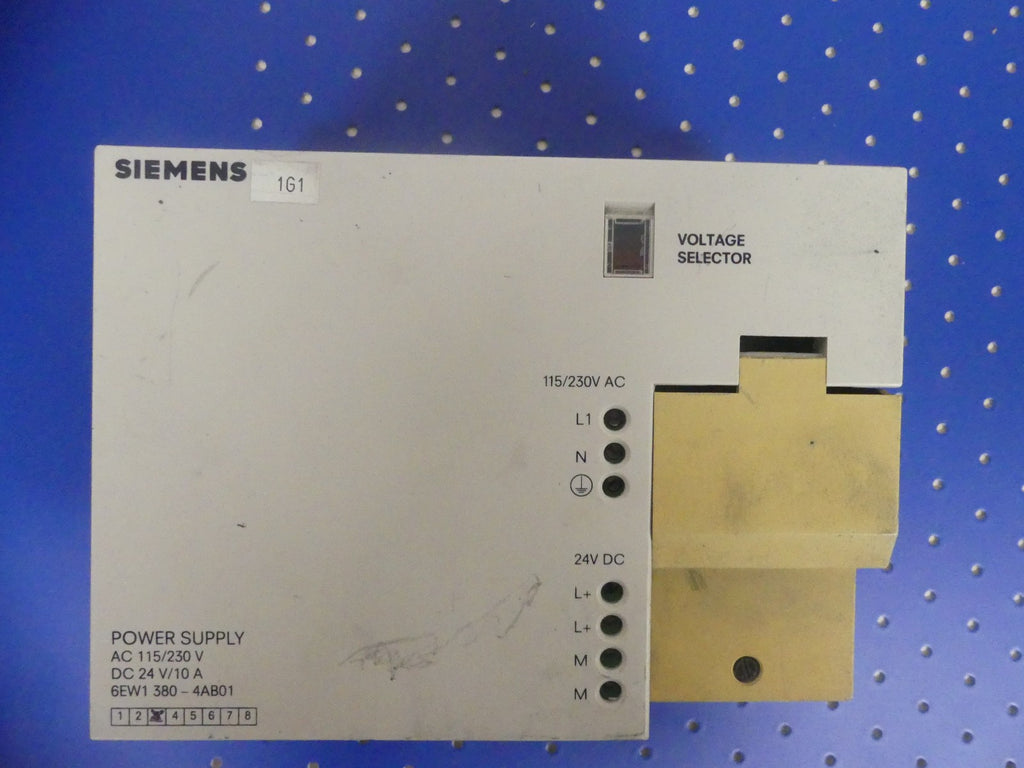 SIEMENS
1G1
VOLTAGE
SELECTOR
115/230V AC
L1
N
24V DC
L+
L+
M
M
POWER SUPPLY
AC 115/230 V
DC 24 V/10 A
6EW1 380 – 4AB01
1 2 4 5 6 7 8